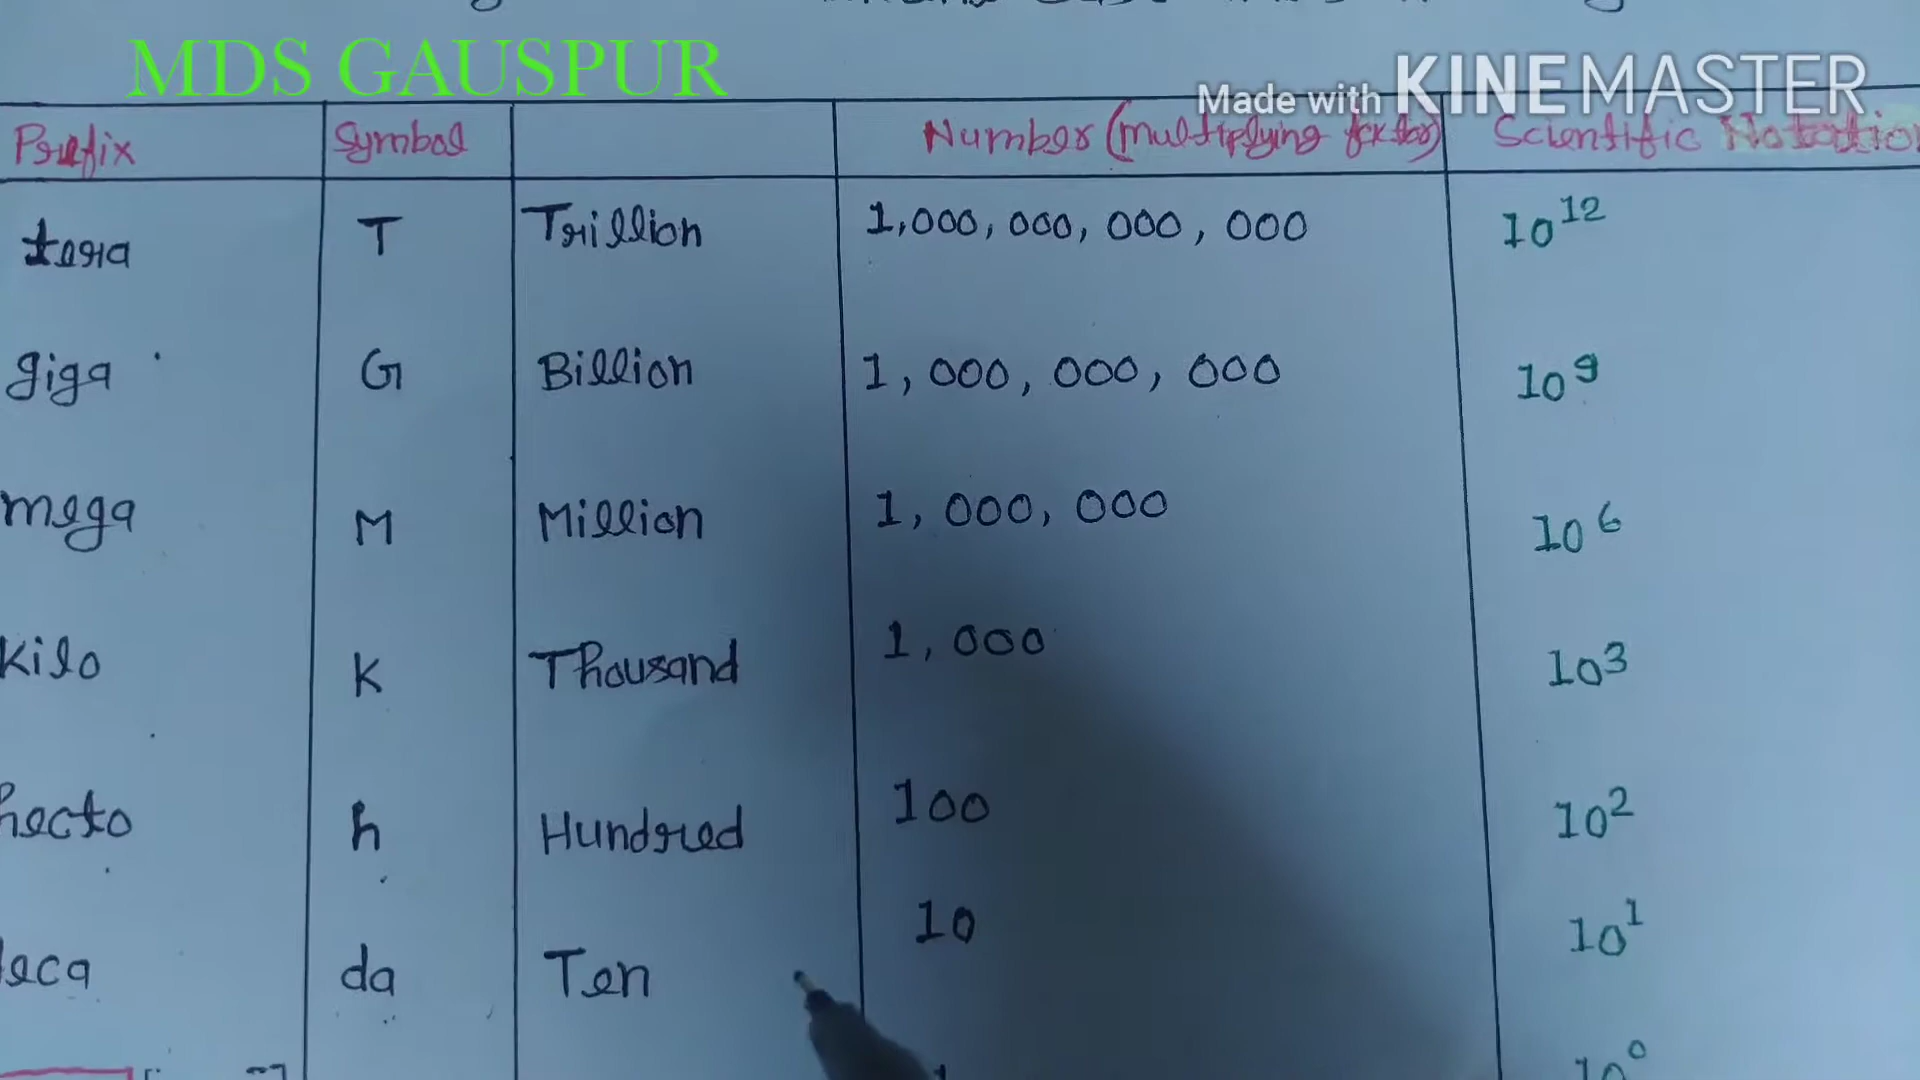 MDS GAUSPUR
Made with KINEMASTER
Prefix Symbol Number (multiplying factor) Scientific Notation
tera T Trillion 1,000,000,000,000 10¹²
giga G Billion 1,000,000,000 10⁹
mega M Million 1,000,000 10⁶
Kilo K Thousand 1,000 10³
hecto h Hundred 100 10²
deca da Ten 10 10¹
10⁰